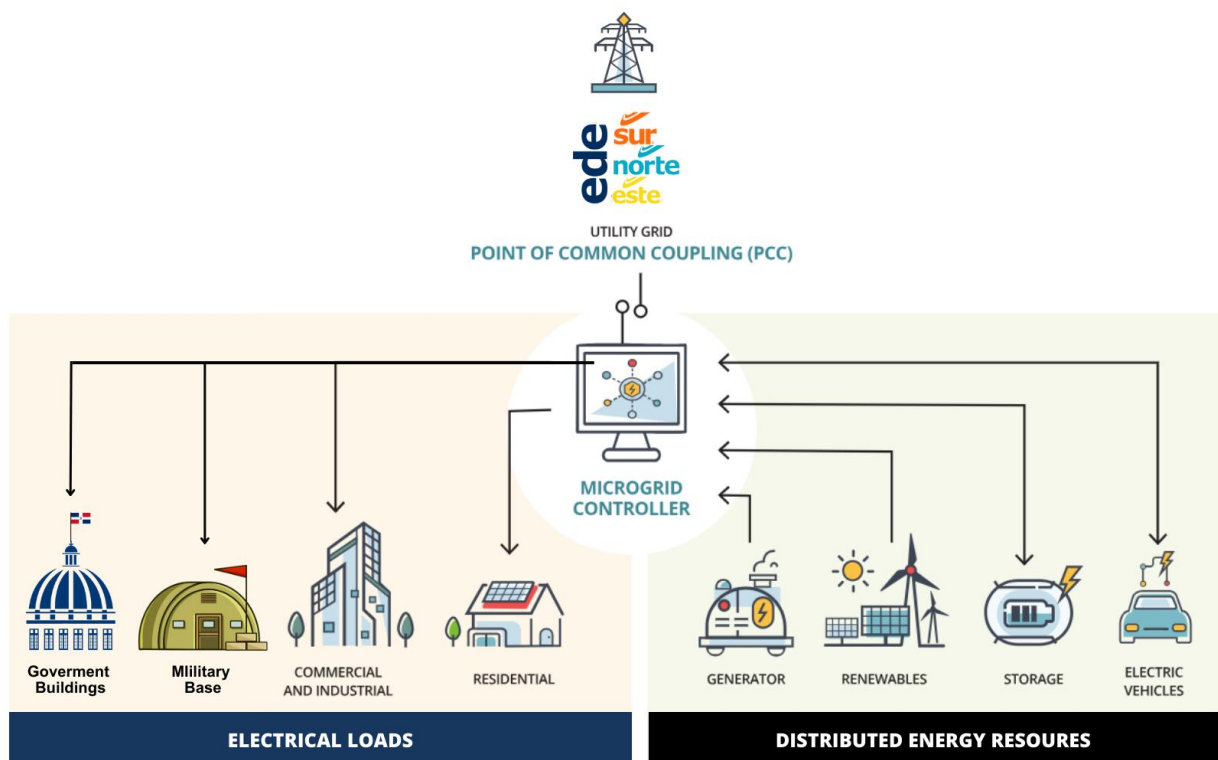 ede
sur
norte
este
UTILITY GRID
POINT OF COMMON COUPLING (PCC)
MICROGRID
CONTROLLER
Goverment
Buildings
MIilitary
Base
COMMERCIAL
AND INDUSTRIAL
RESIDENTIAL
GENERATOR
RENEWABLES
STORAGE
ELECTRIC
VEHICLES
ELECTRICAL LOADS
DISTRIBUTED ENERGY RESOURES